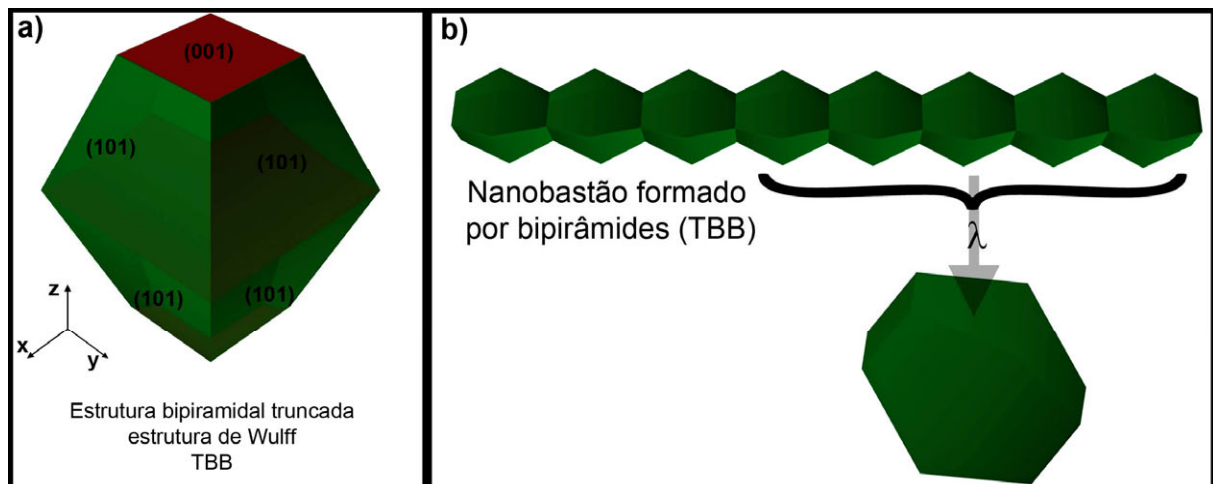 a)
(001)
(101)
(101)
(101)
(101)
z
x
y
Estrutura bipiramidal truncada
estrutura de Wulff
TBB
b)
Nanobastão formado
por bipirâmides (TBB)
λ